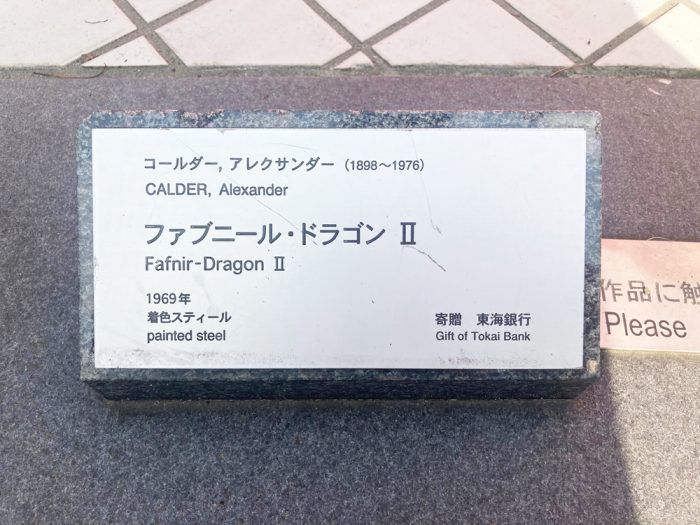 コールダー, アレクサンダー (1898～1976)
CALDER, Alexander
ファブニール・ドラゴン Ⅱ
Fafnir-Dragon Ⅱ
1969年
着色スティール
painted steel
寄贈 東海銀行
Gift of Tokai Bank
作品に触
Please